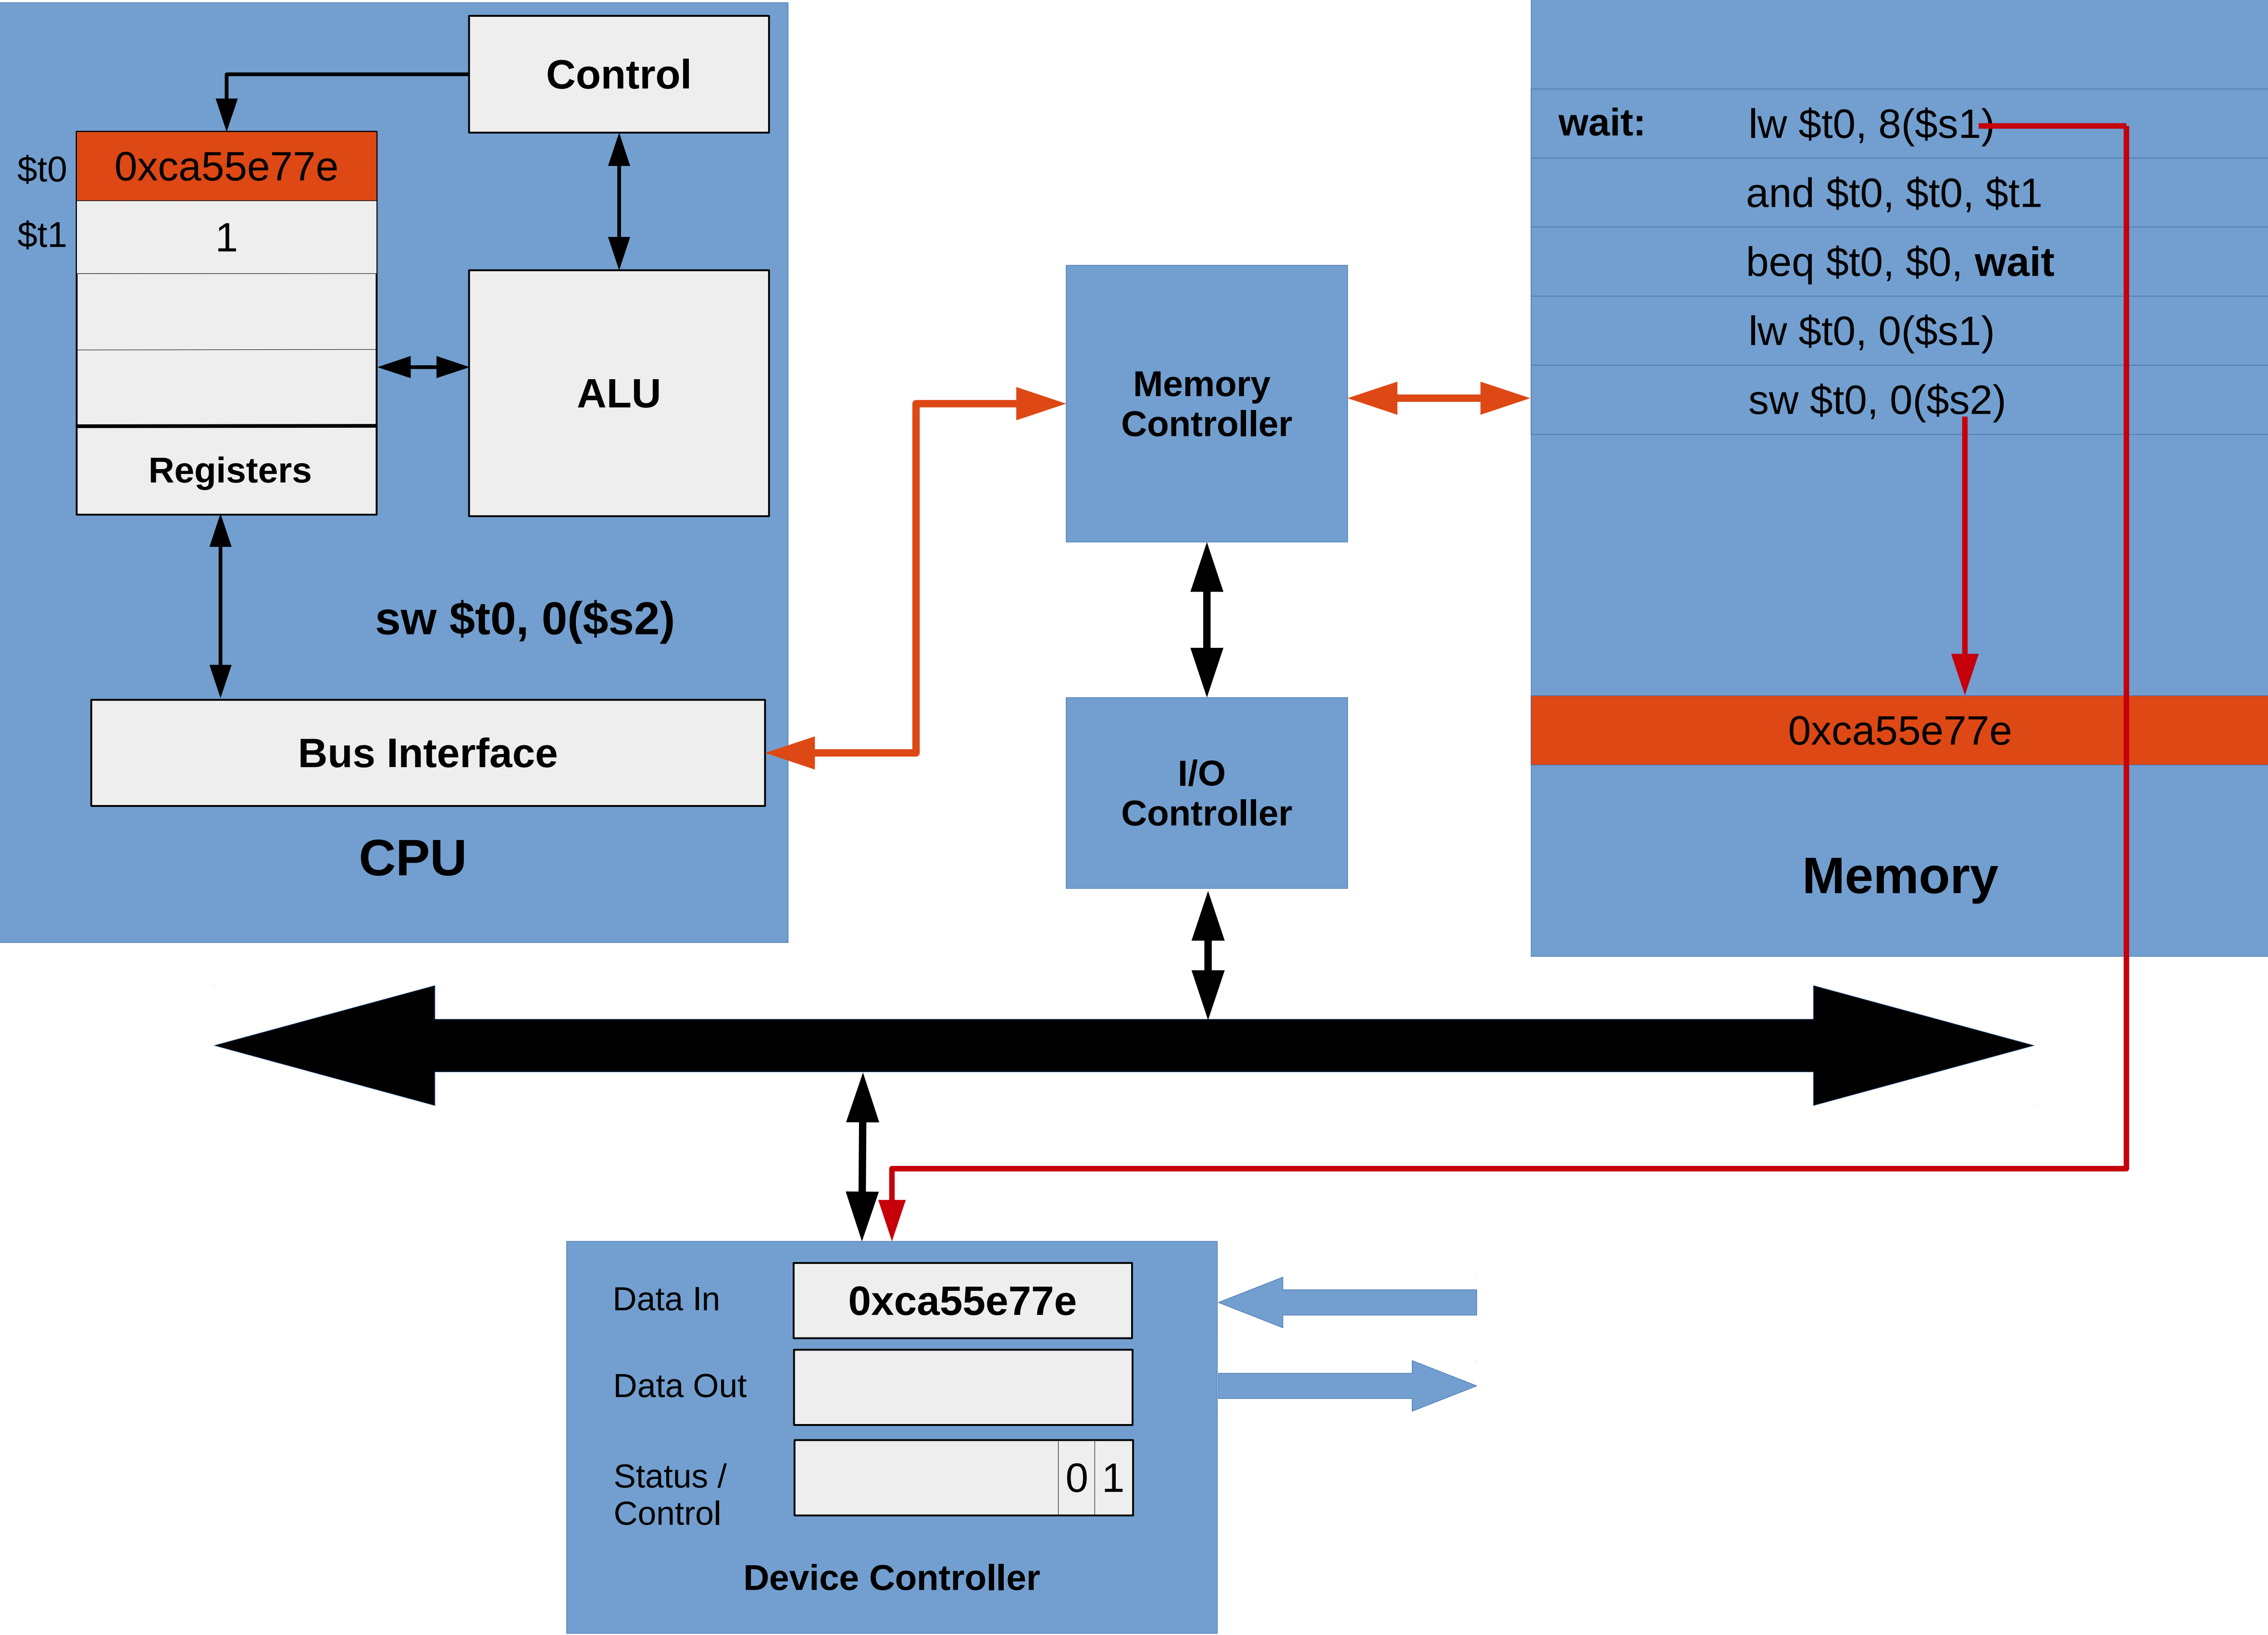 Control
$t0
0xca55e77e
$t1
1
ALU
Registers
sw $t0, 0($s2)
Bus Interface
CPU
Memory
Controller
I/O
Controller
wait: lw $t0, 8($s1)
and $t0, $t0, $t1
beq $t0, $0, wait
lw $t0, 0($s1)
sw $t0, 0($s2)
0xca55e77e
Memory
Data In
0xca55e77e
Data Out
Status /
Control
0 1
Device Controller